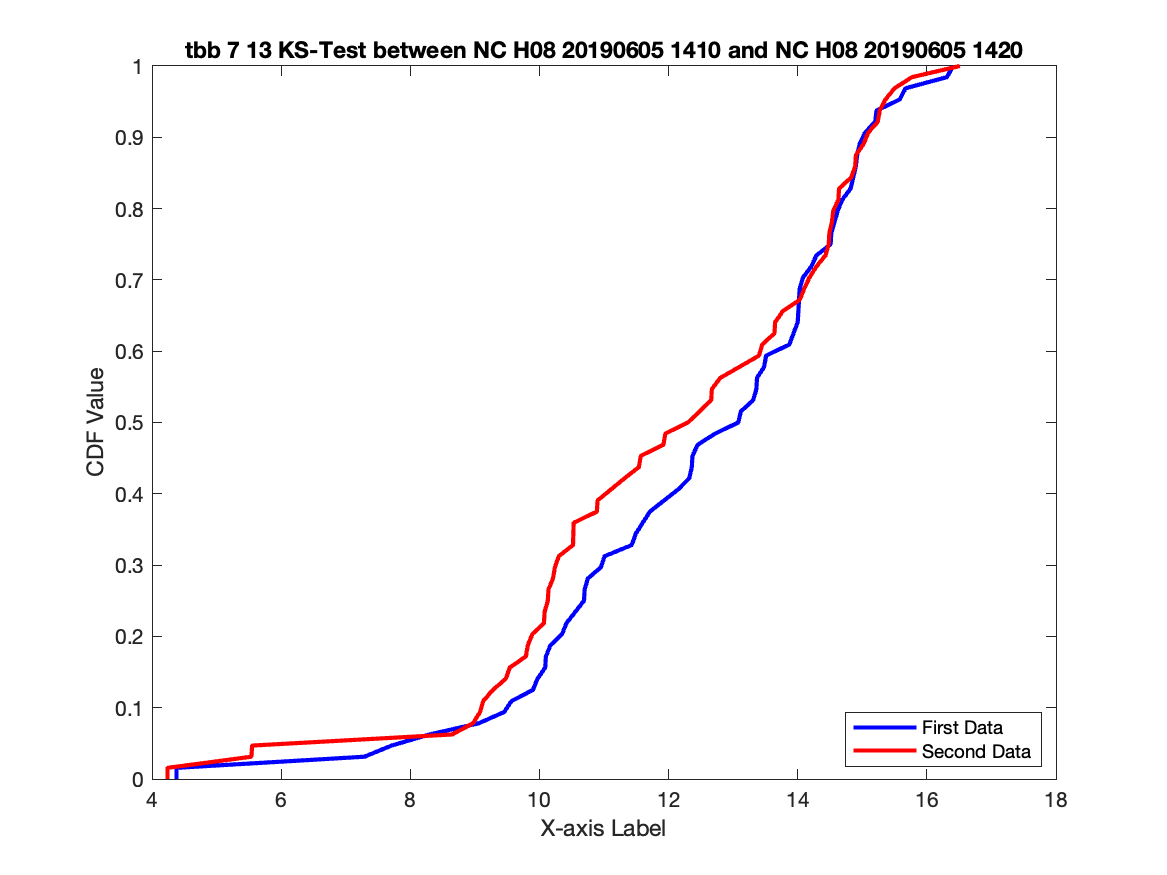 tbb 7 13 KS-Test between NC H08 20190605 1410 and NC H08 20190605 1420
1
0.9
0.8
0.7
0.6
0.5
0.4
0.3
0.2
0.1
0
CDF Value
First Data
Second Data
4 6 8 10 12 14 16 18
X-axis Label